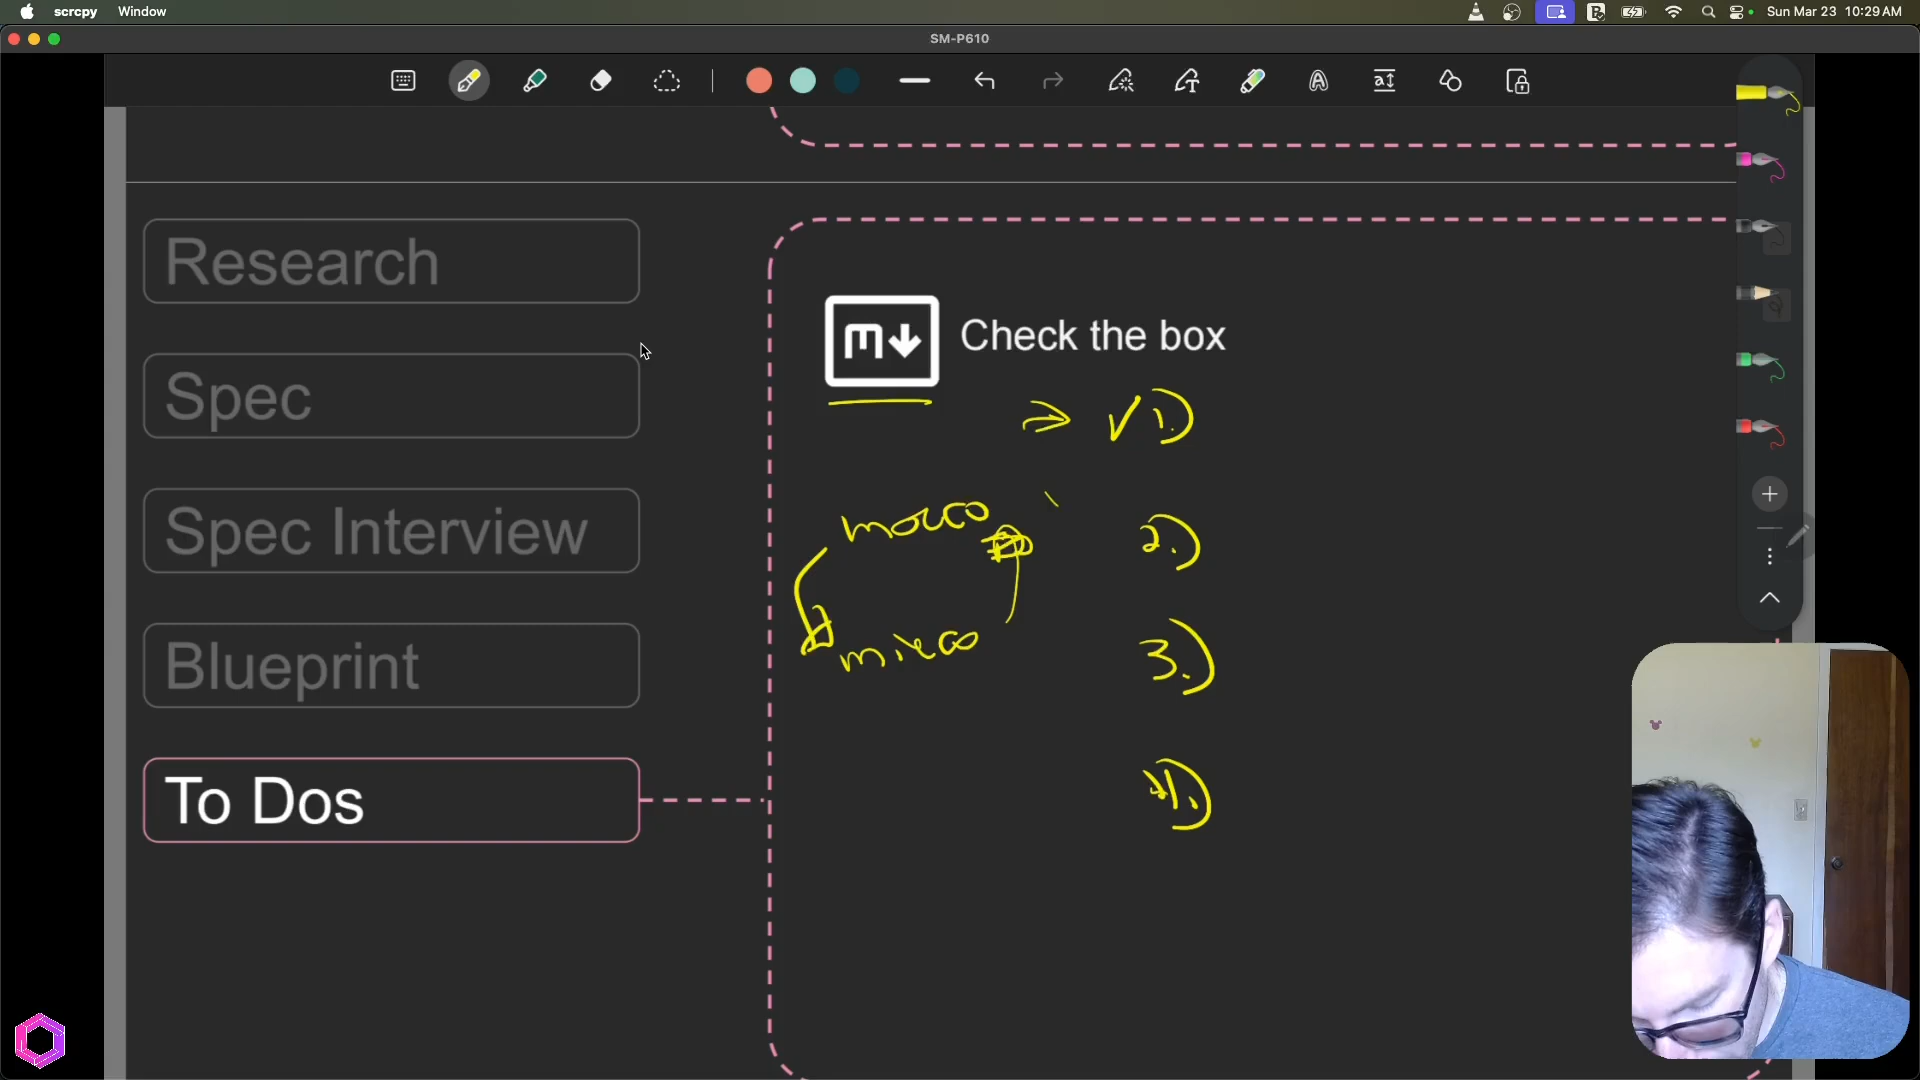 scrcpy Window
Sun Mar 23 10:29 AM
SM-P610
Research
Spec
Spec Interview
Blueprint
To Dos
M Check the box
✓ 1.)
macro
2.)
micro
3.)
4.)